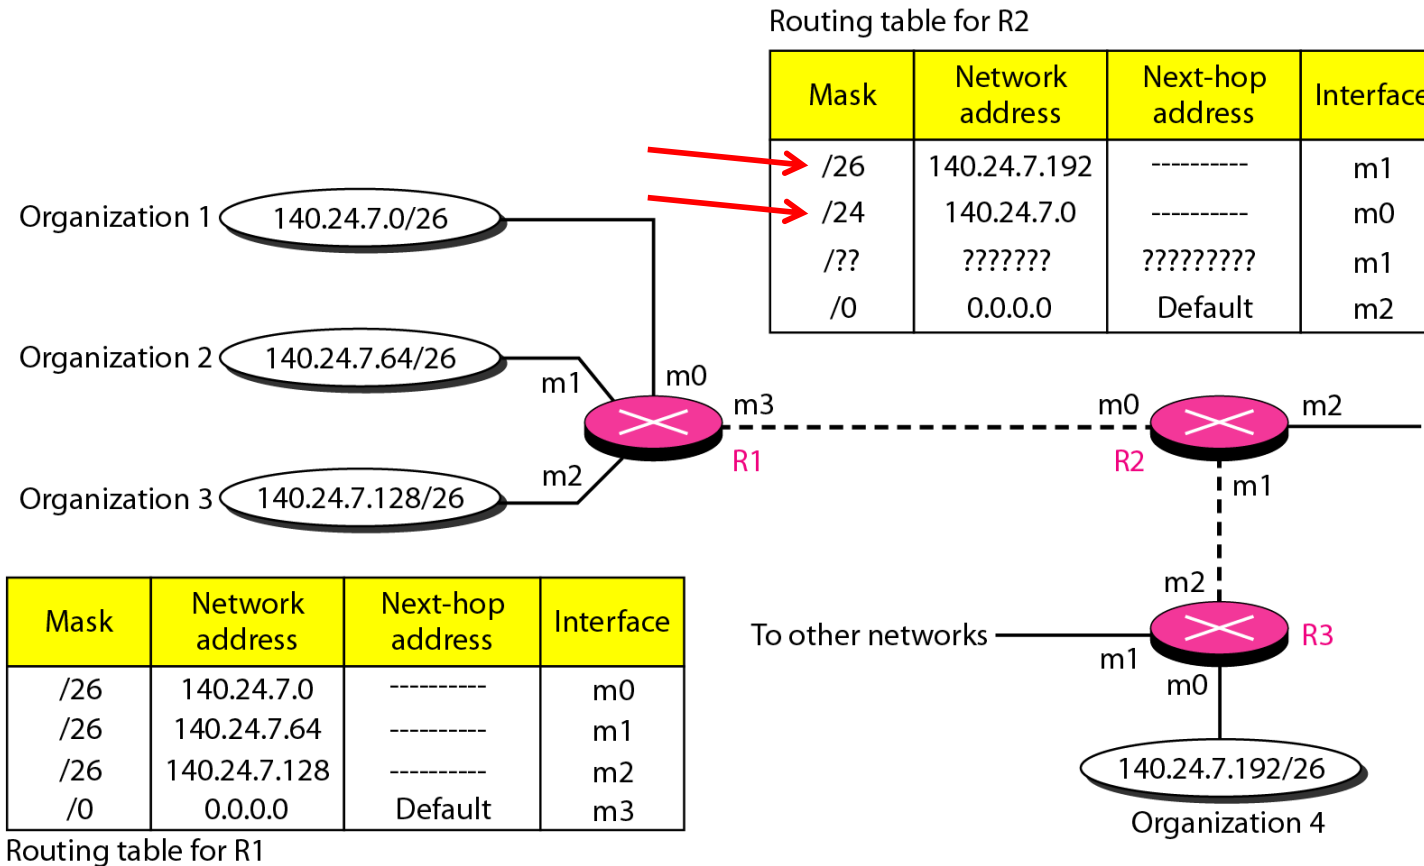 Routing table for R2
Mask Network address Next-hop address Interface
/26 140.24.7.192 ---------- m1
/24 140.24.7.0 ---------- m0
/?? ??????? ????????? m1
/0 0.0.0.0 Default m2
Organization 1 140.24.7.0/26
Organization 2 140.24.7.64/26
m1 m0
m3 m0 m2
R1 R2
m2 m1
Organization 3 140.24.7.128/26
m2
To other networks R3
m1
m0
140.24.7.192/26
Organization 4
Mask Network address Next-hop address Interface
/26 140.24.7.0 ---------- m0
/26 140.24.7.64 ---------- m1
/26 140.24.7.128 ---------- m2
/0 0.0.0.0 Default m3
Routing table for R1